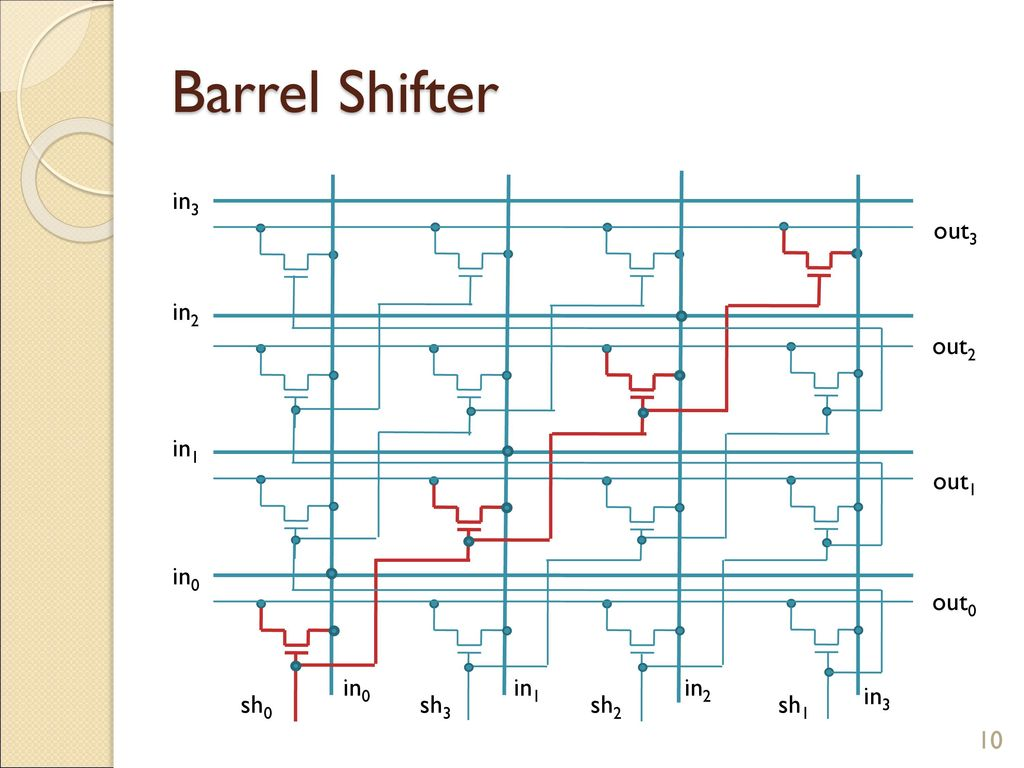 Barrel Shifter
in₃
out₃
in₂
out₂
in₁
out₁
in₀
out₀
sh₀ in₀ sh₃ in₁ sh₂ in₂ sh₁ in₃
10